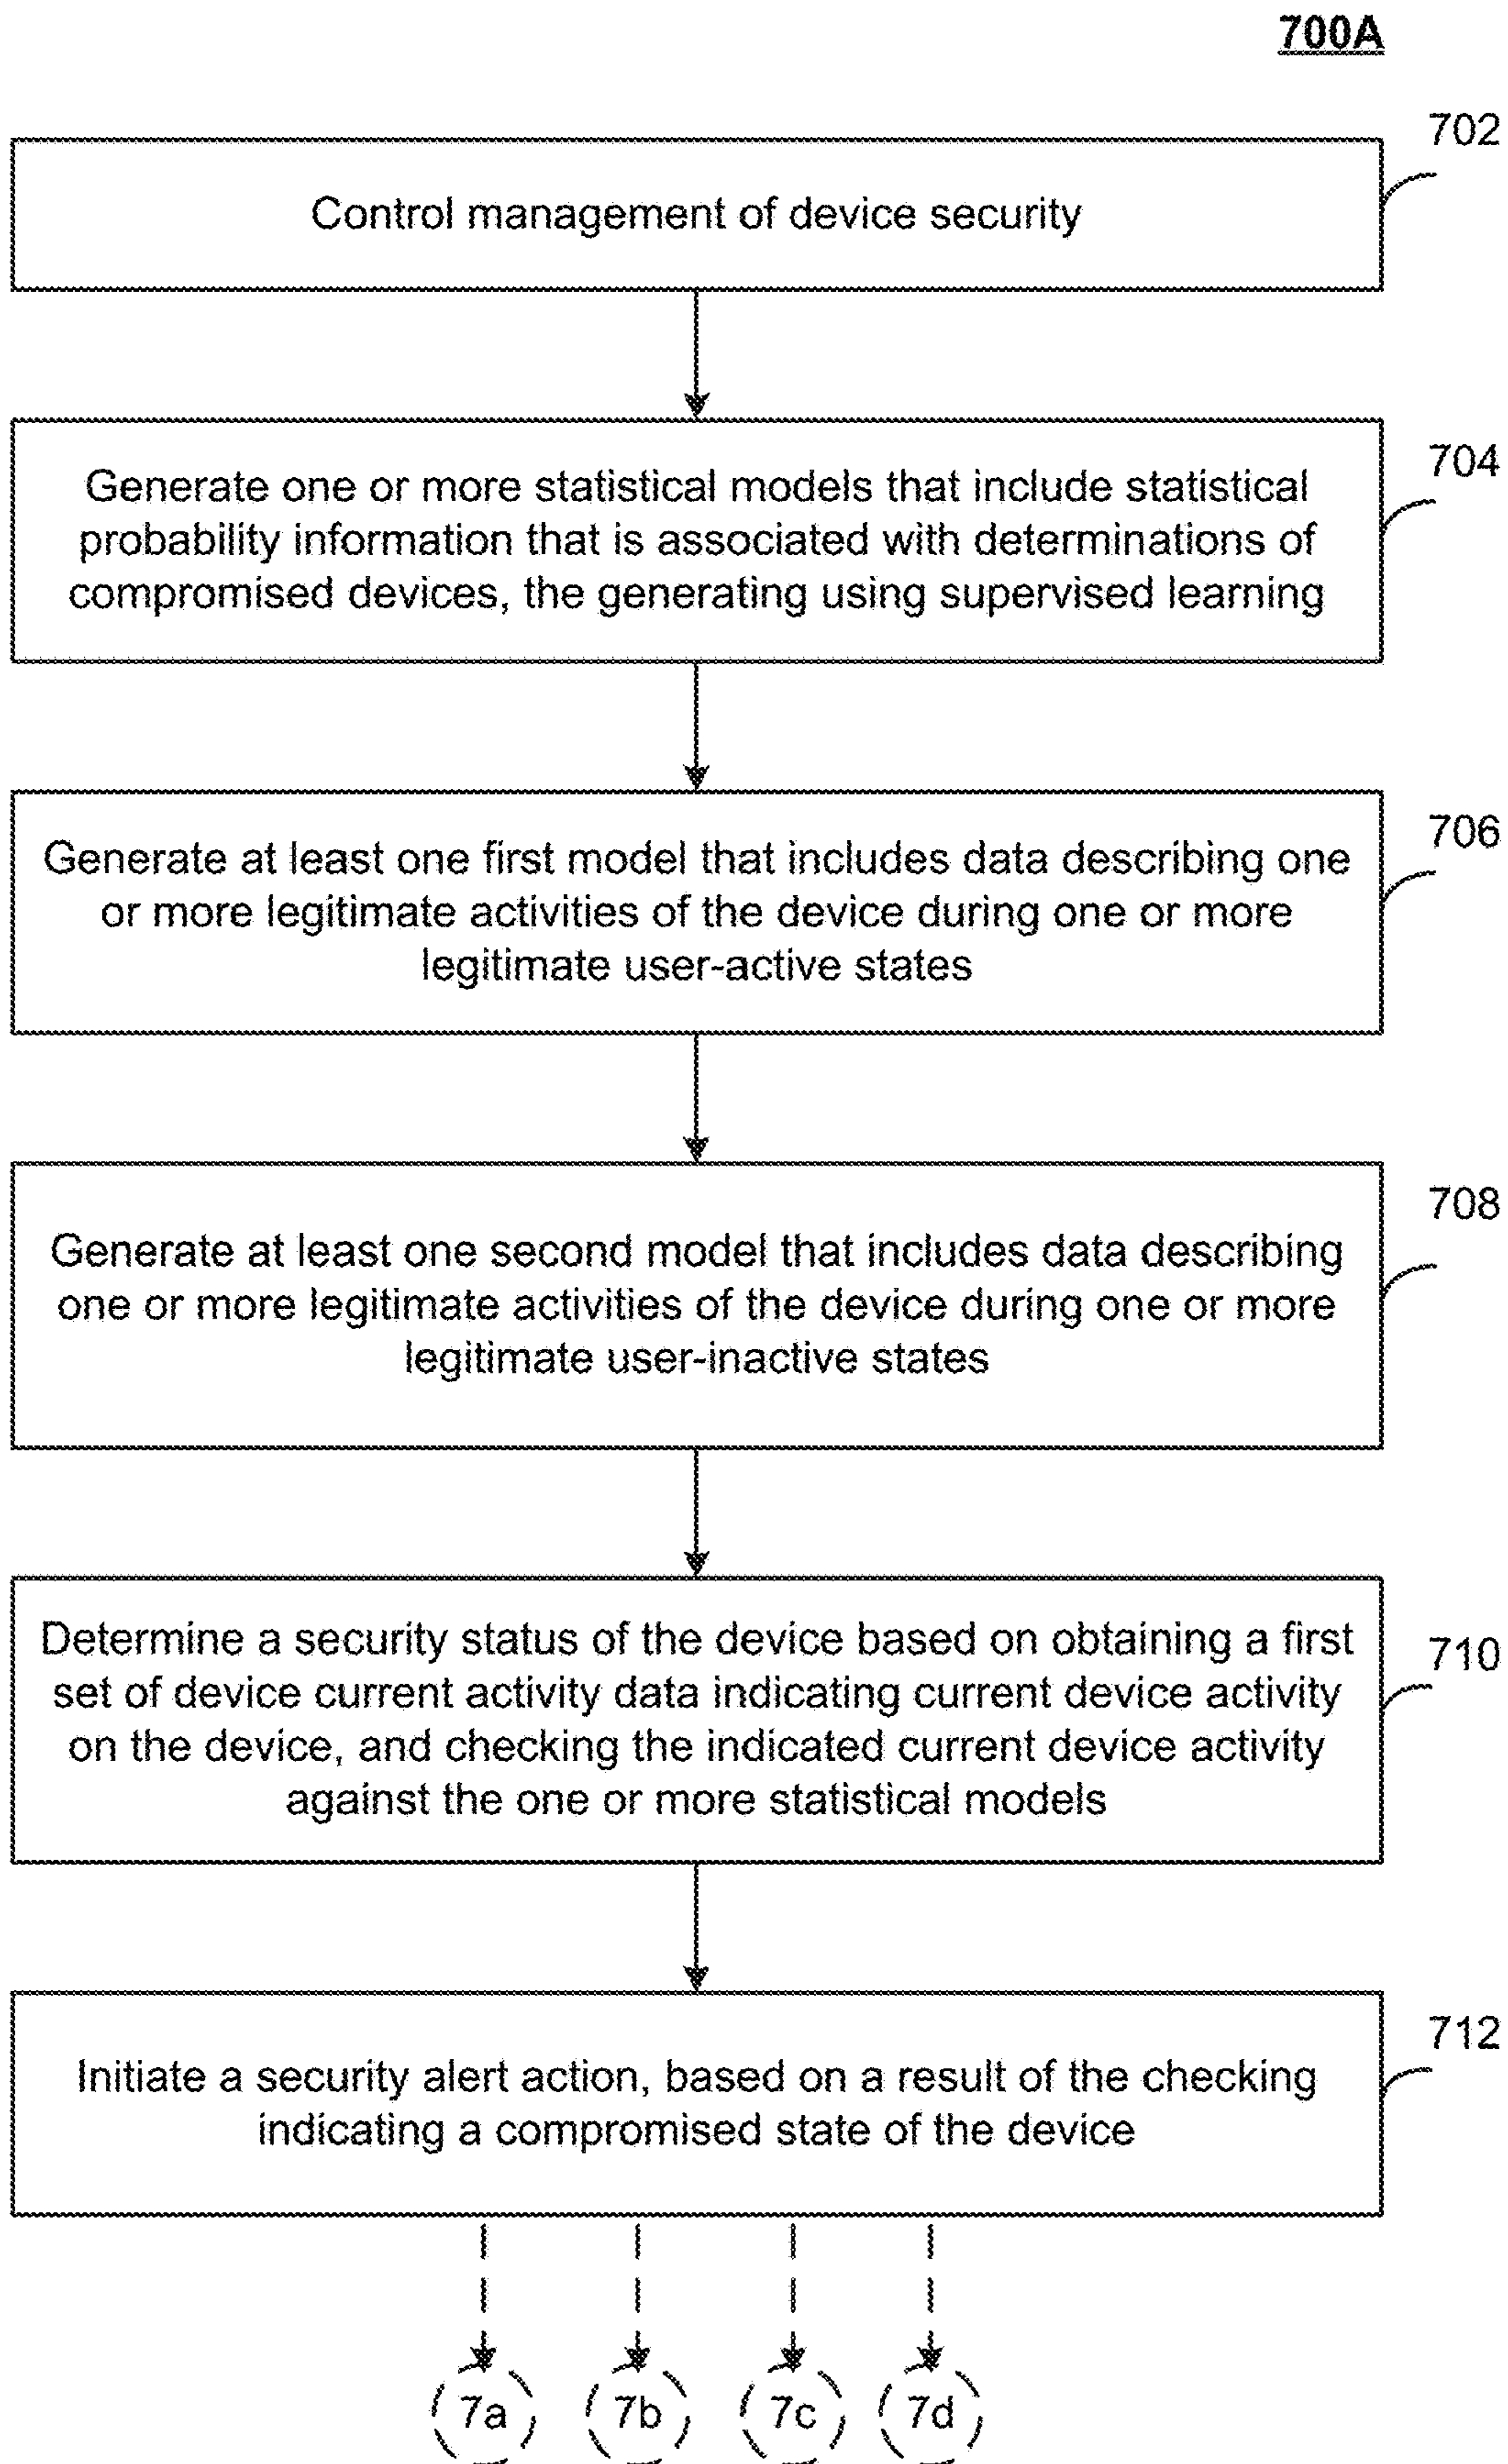 700A
702
Control management of device security
704
Generate one or more statistical models that include statistical
probability information that is associated with determinations of
compromised devices, the generating using supervised learning
706
Generate at least one first model that includes data describing one
or more legitimate activities of the device during one or more
legitimate user-active states
708
Generate at least one second model that includes data describing
one or more legitimate activities of the device during one or more
legitimate user-inactive states
710
Determine a security status of the device based on obtaining a first
set of device current activity data indicating current device activity
on the device, and checking the indicated current device activity
against the one or more statistical models
712
Initiate a security alert action, based on a result of the checking
indicating a compromised state of the device
7a 7b 7c 7d